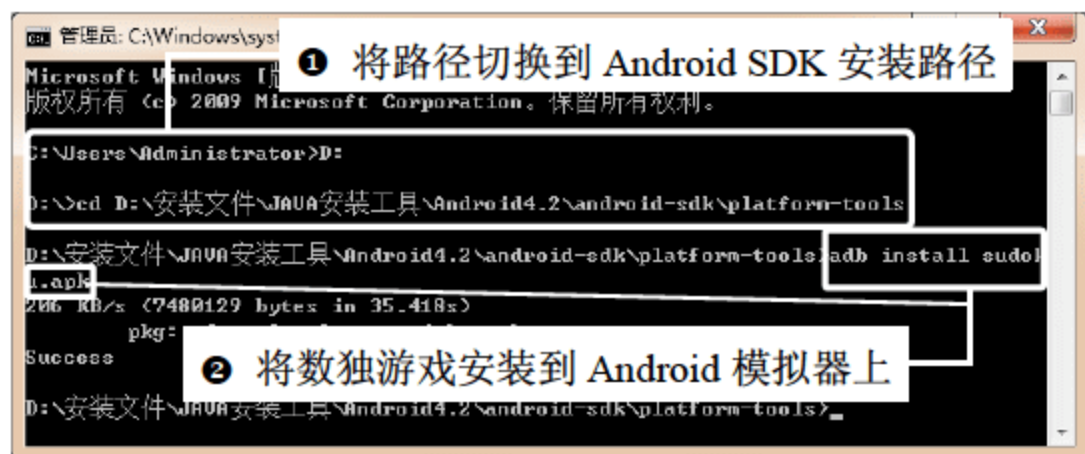 管理员: C:\Windows\syst
❶ 将路径切换到 Android SDK 安装路径
Microsoft Windows [版
版权所有 (c) 2009 Microsoft Corporation。保留所有权利。
C:\Users\Administrator>D:
D:\>cd D:\安装文件\JAVA安装工具\Android4.2\android-sdk\platform-tools
D:\安装文件\JAVA安装工具\Android4.2\android-sdk\platform-tools>adb install sudok
u.apk
206 KB/s (7480129 bytes in 35.418s)
pkg:
Success
❷ 将数独游戏安装到 Android 模拟器上
D:\安装文件\JAVA安装工具\Android4.2\android-sdk\platform-tools>_